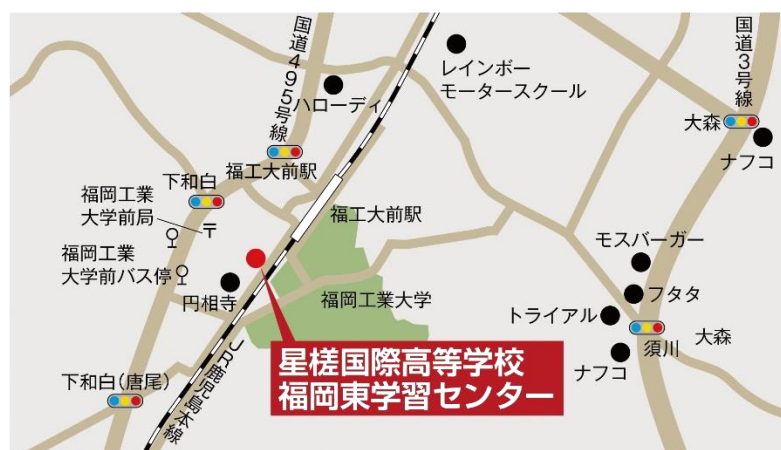 国道495号線
ハローディ
レインボー
モータースクール
国道3号線
大森
ナフコ
福工大前駅
下和白
福岡工業
大学前局
〒
福岡工業
大学前バス停
円相寺
福工大前駅
福岡工業大学
モスバーガー
フタタ
トライアル
大森
須川
ナフコ
下和白(唐尾)
JR鹿児島本線
星槎国際高等学校
福岡東学習センター